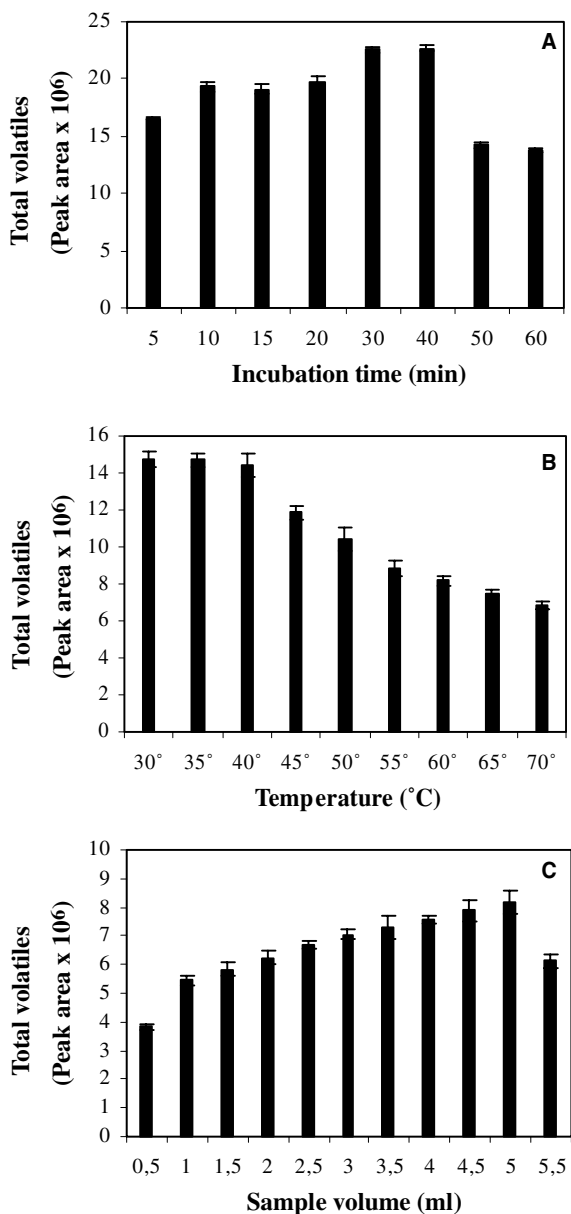 A
Total volatiles
(Peak area x 10⁶)
25
20
15
10
5
0
5 10 15 20 30 40 50 60
Incubation time (min)
B
Total volatiles
(Peak area x 10⁶)
16
14
12
10
8
6
4
2
0
30˚ 35˚ 40˚ 45˚ 50˚ 55˚ 60˚ 65˚ 70˚
Temperature (˚C)
C
Total volatiles
(Peak area x 10⁶)
10
9
8
7
6
5
4
3
2
1
0
0,5 1 1,5 2 2,5 3 3,5 4 4,5 5 5,5
Sample volume (ml)